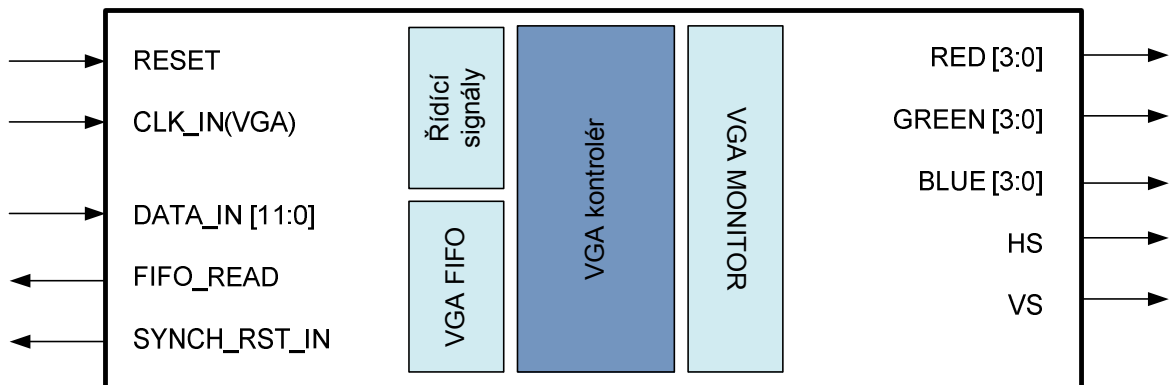 RESET
CLK_IN(VGA)
DATA_IN [11:0]
FIFO_READ
SYNCH_RST_IN
Řídící
signály
VGA FIFO
VGA kontrolér
VGA MONITOR
RED [3:0]
GREEN [3:0]
BLUE [3:0]
HS
VS